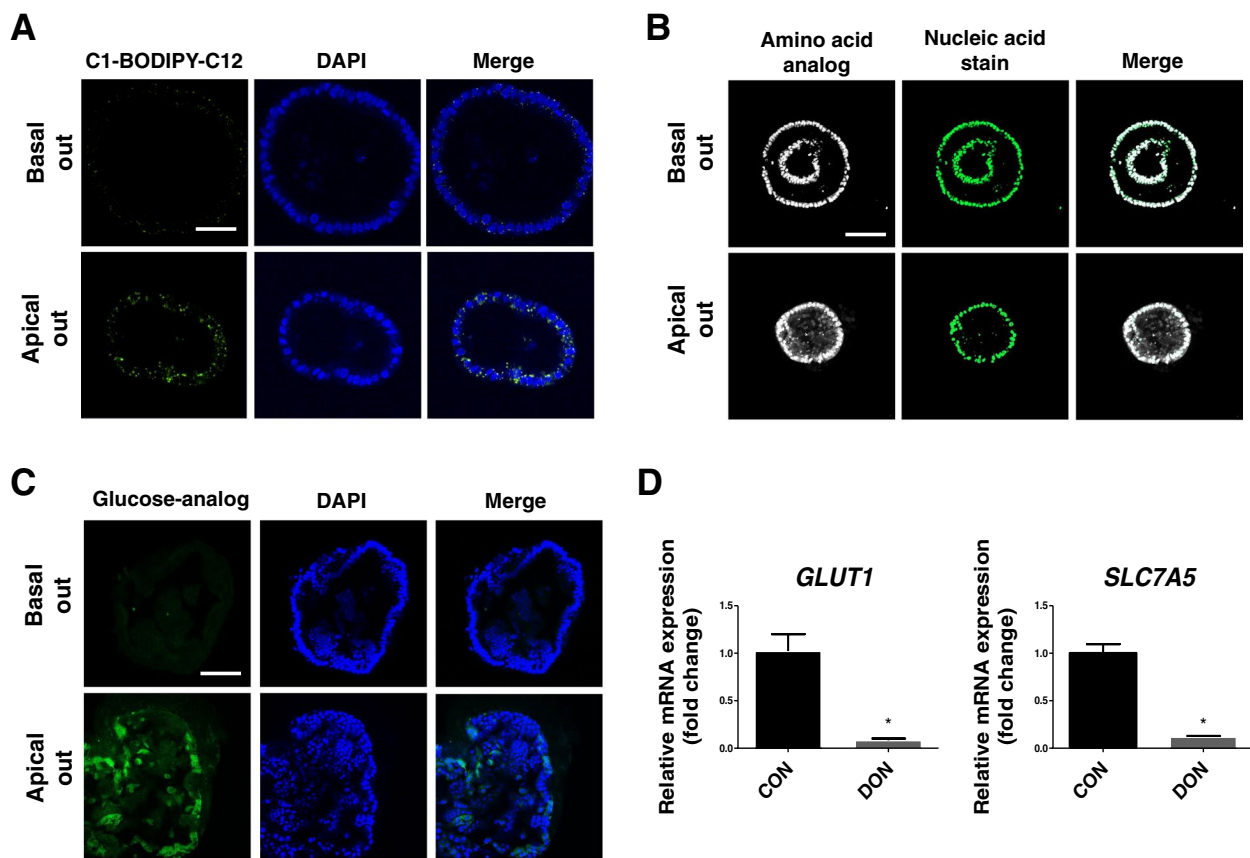 A
C1-BODIPY-C12 DAPI Merge
Basal out
Apical out
B
Amino acid analog Nucleic acid stain Merge
Basal out
Apical out
C
Glucose-analog DAPI Merge
Basal out
Apical out
D
GLUT1
Relative mRNA expression
(fold change)
1.5
1.0
0.5
0.0
*
CON DON
SLC7A5
Relative mRNA expression
(fold change)
1.5
1.0
0.5
0.0
*
CON DON